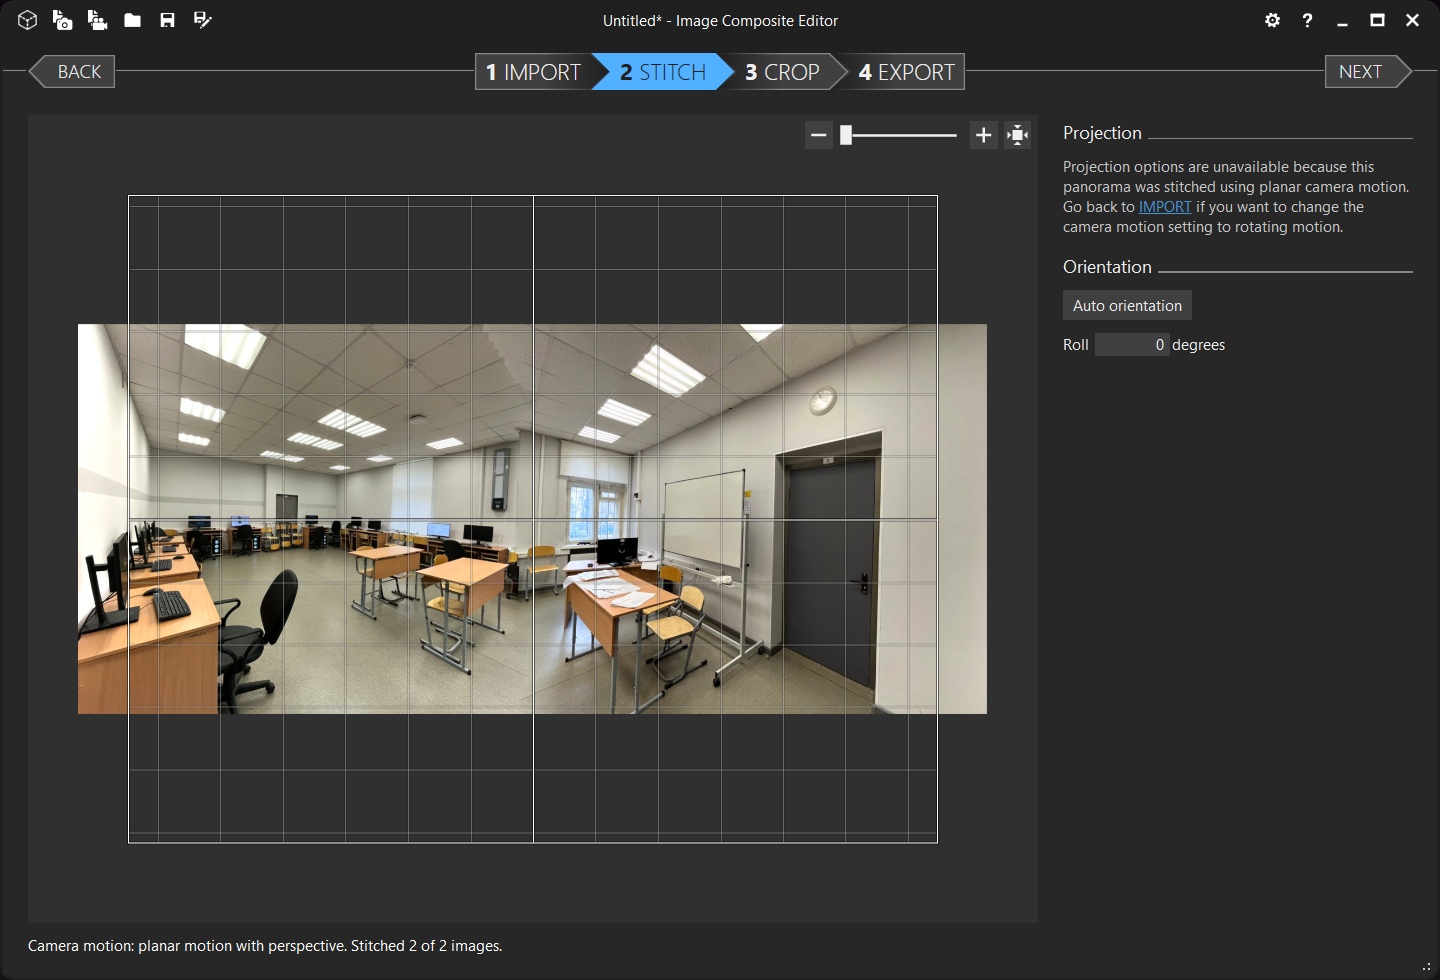 Untitled* - Image Composite Editor
BACK
1 IMPORT
2 STITCH
3 CROP
4 EXPORT
NEXT
Projection
Projection options are unavailable because this
panorama was stitched using planar camera motion.
Go back to IMPORT if you want to change the
camera motion setting to rotating motion.
Orientation
Auto orientation
Roll 0 degrees
Camera motion: planar motion with perspective. Stitched 2 of 2 images.